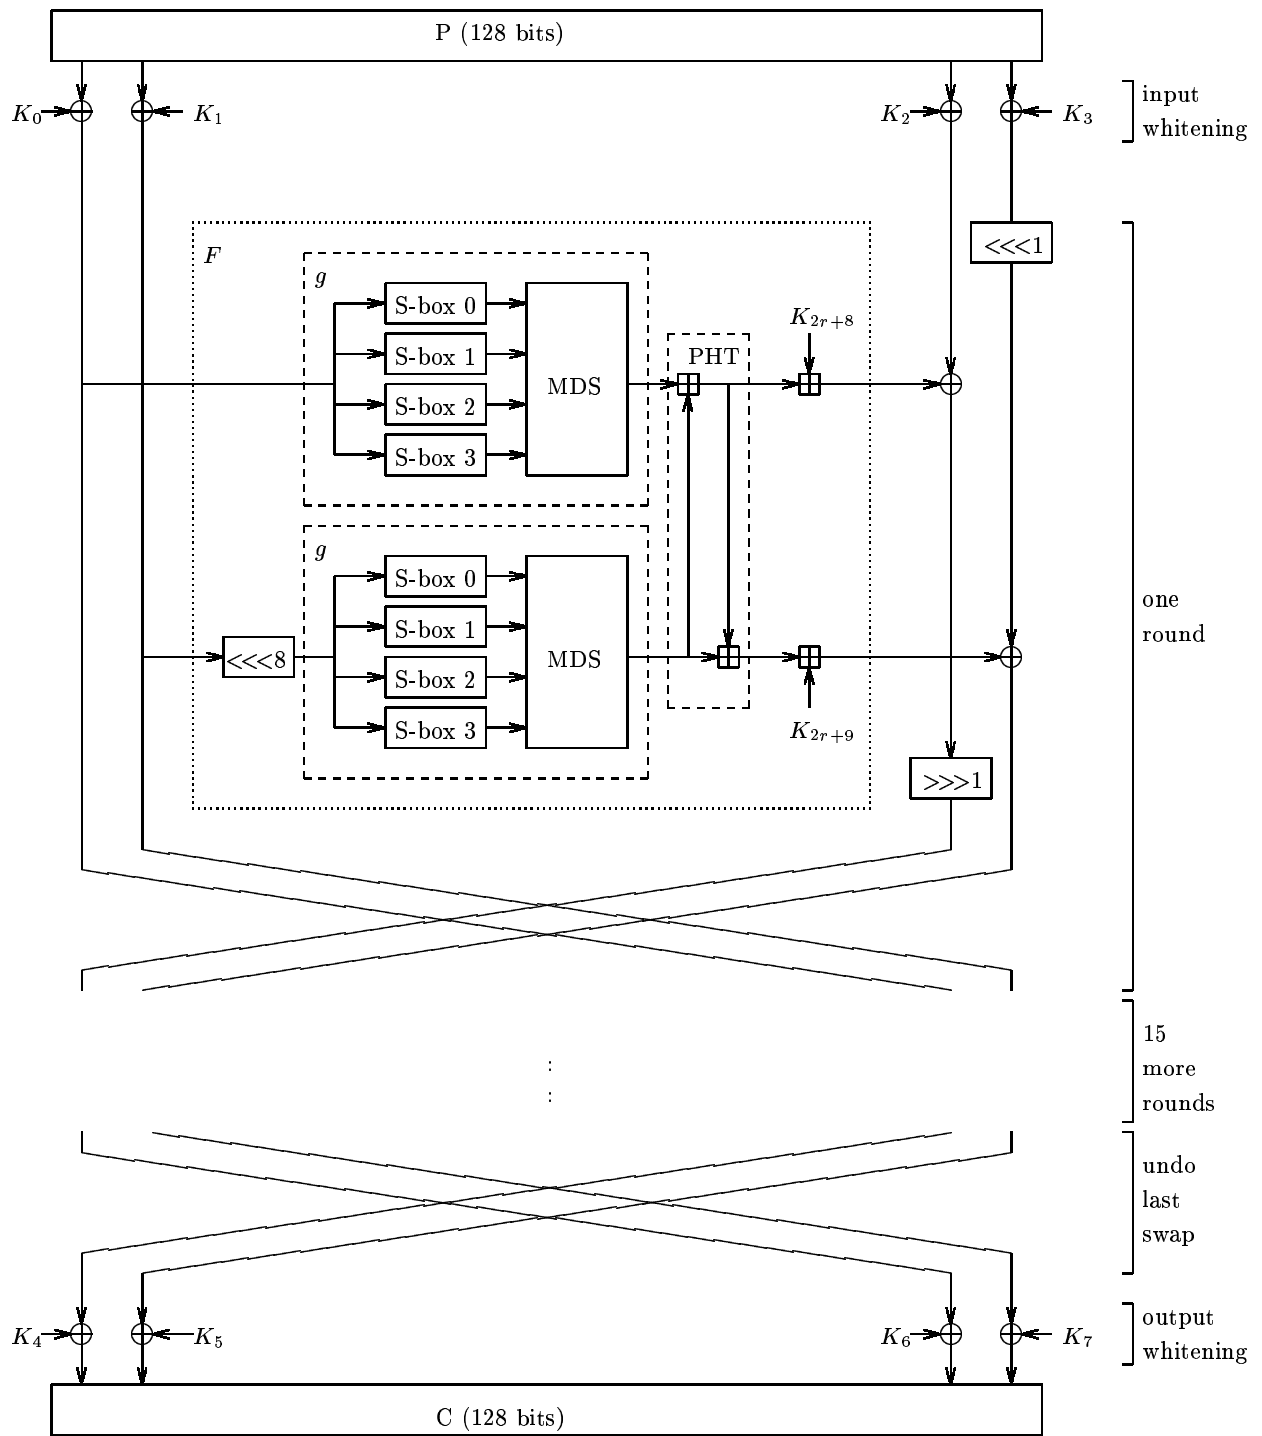 P (128 bits)
K0 K1 K2 K3
input
whitening
<<<1
F
g
S-box 0
S-box 1
S-box 2
S-box 3
MDS
PHT
K2r+8
g
<<<8
S-box 0
S-box 1
S-box 2
S-box 3
MDS
K2r+9
>>>1
one
round
:
:
15
more
rounds
undo
last
swap
K4 K5 K6 K7
output
whitening
C (128 bits)